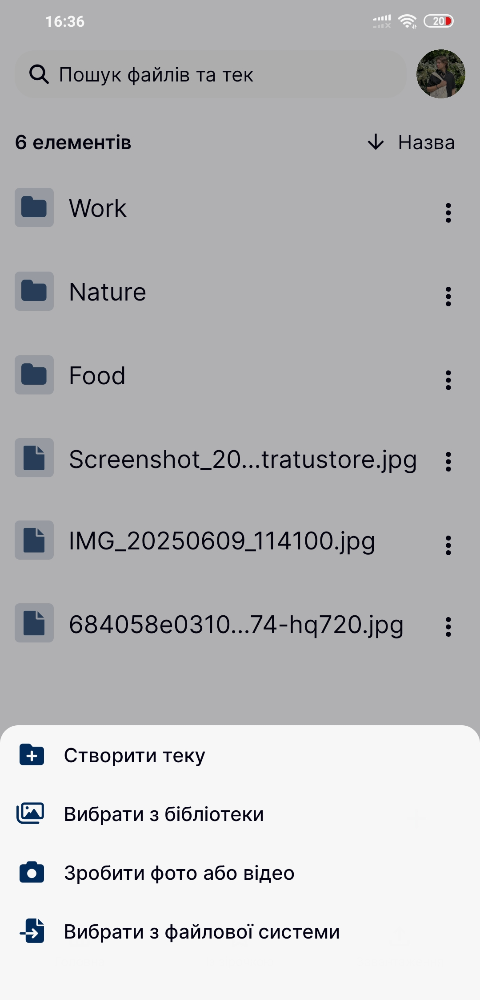 16:36
20
Пошук файлів та тек
6 елементів
Назва
Work
Nature
Food
Screenshot_20...tratustore.jpg
IMG_20250609_114100.jpg
684058e0310...74-hq720.jpg
Створити теку
Вибрати з бібліотеки
Зробити фото або відео
Вибрати з файлової системи